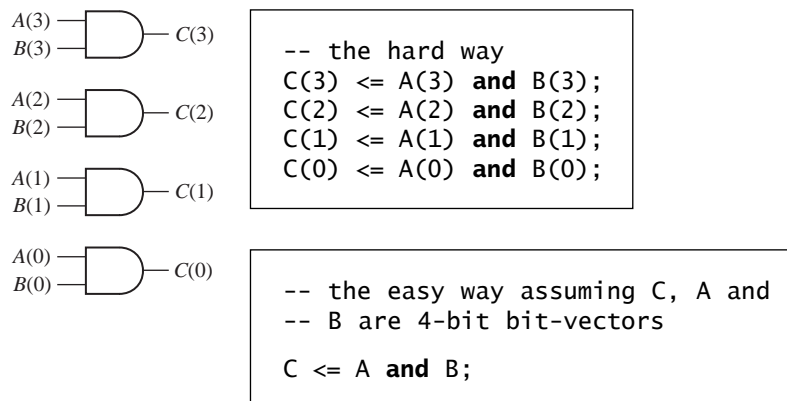 A(3)
B(3)
C(3)
A(2)
B(2)
C(2)
A(1)
B(1)
C(1)
A(0)
B(0)
C(0)
-- the hard way
C(3) <= A(3) and B(3);
C(2) <= A(2) and B(2);
C(1) <= A(1) and B(1);
C(0) <= A(0) and B(0);
-- the easy way assuming C, A and
-- B are 4-bit bit-vectors
C <= A and B;